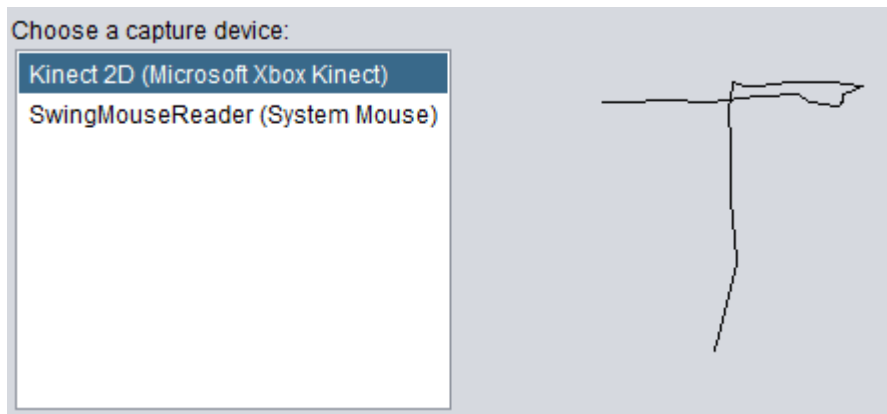 Choose a capture device:
Kinect 2D (Microsoft Xbox Kinect)
SwingMouseReader (System Mouse)